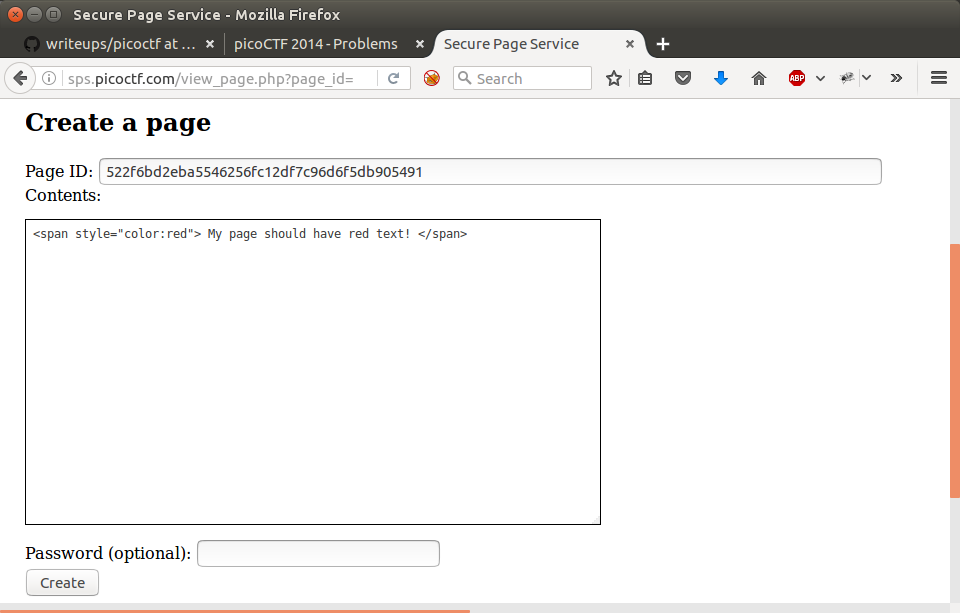 Secure Page Service - Mozilla Firefox
writeups/picoctf at ... × picoCTF 2014 - Problems × Secure Page Service ×
sps.picoctf.com/view_page.php?page_id= Search ABP
Create a page
Page ID: 522f6bd2eba5546256fc12df7c96d6f5db905491
Contents:
<span style="color:red"> My page should have red text! </span>
Password (optional):
Create